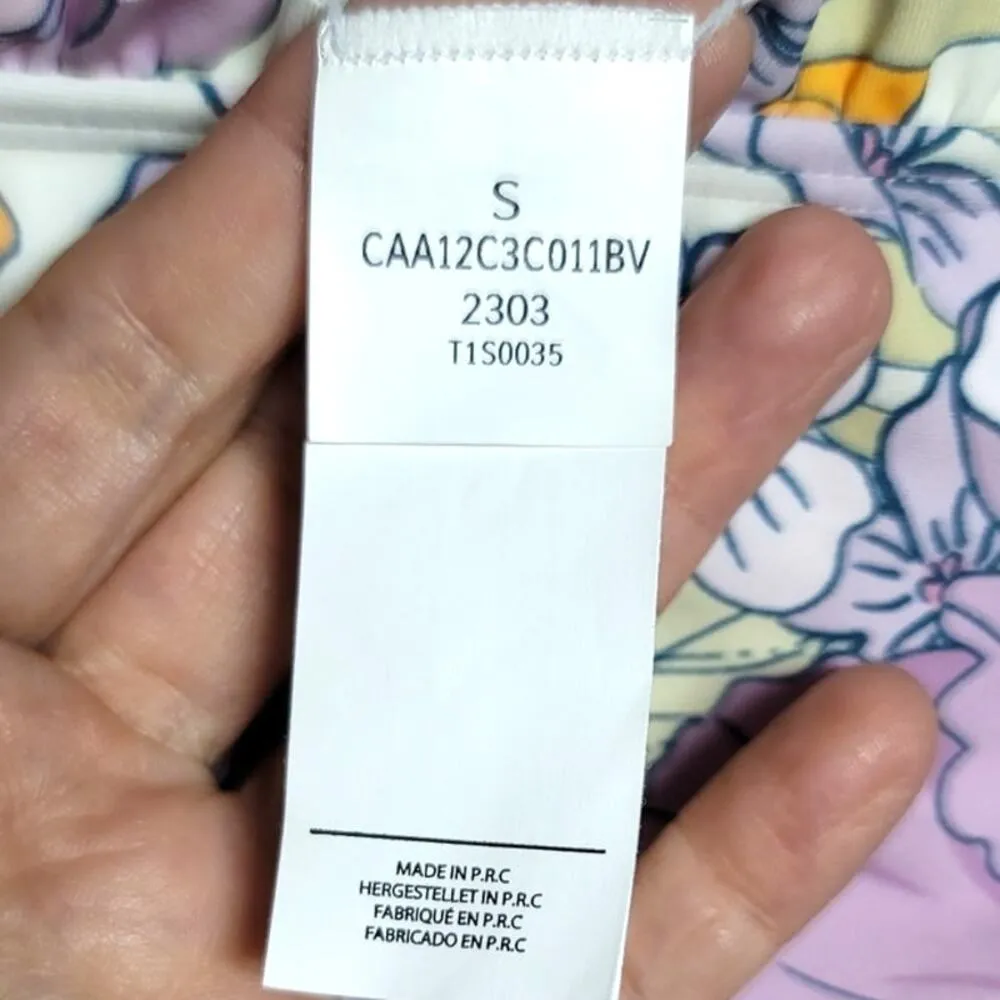 S
CAA12C3C011BV
2303
T1S0035
MADE IN P.R.C
HERGESTELLET IN P.R.C
FABRIQUÉ EN P.R.C
FABRICADO EN P.R.C